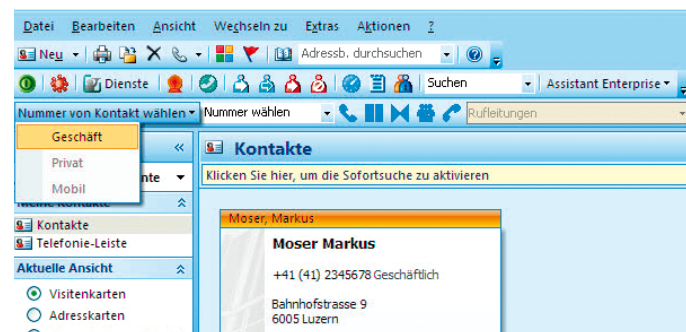 Datei Bearbeiten Ansicht Wechseln zu Extras Aktionen ?
Neu Adressb. durchsuchen
Dienste Suchen Assistant Enterprise
Nummer von Kontakt wählen Nummer wählen Rufleitungen
Geschäft
Privat
Mobil
nte
Kontakte
Klicken Sie hier, um die Sofortsuche zu aktivieren
Meine Kontakte
Kontakte
Telefonie-Leiste
Aktuelle Ansicht
Visitenkarten
Adresskarten
Moser, Markus
Moser Markus
+41 (41) 2345678 Geschäftlich
Bahnhofstrasse 9
6005 Luzern